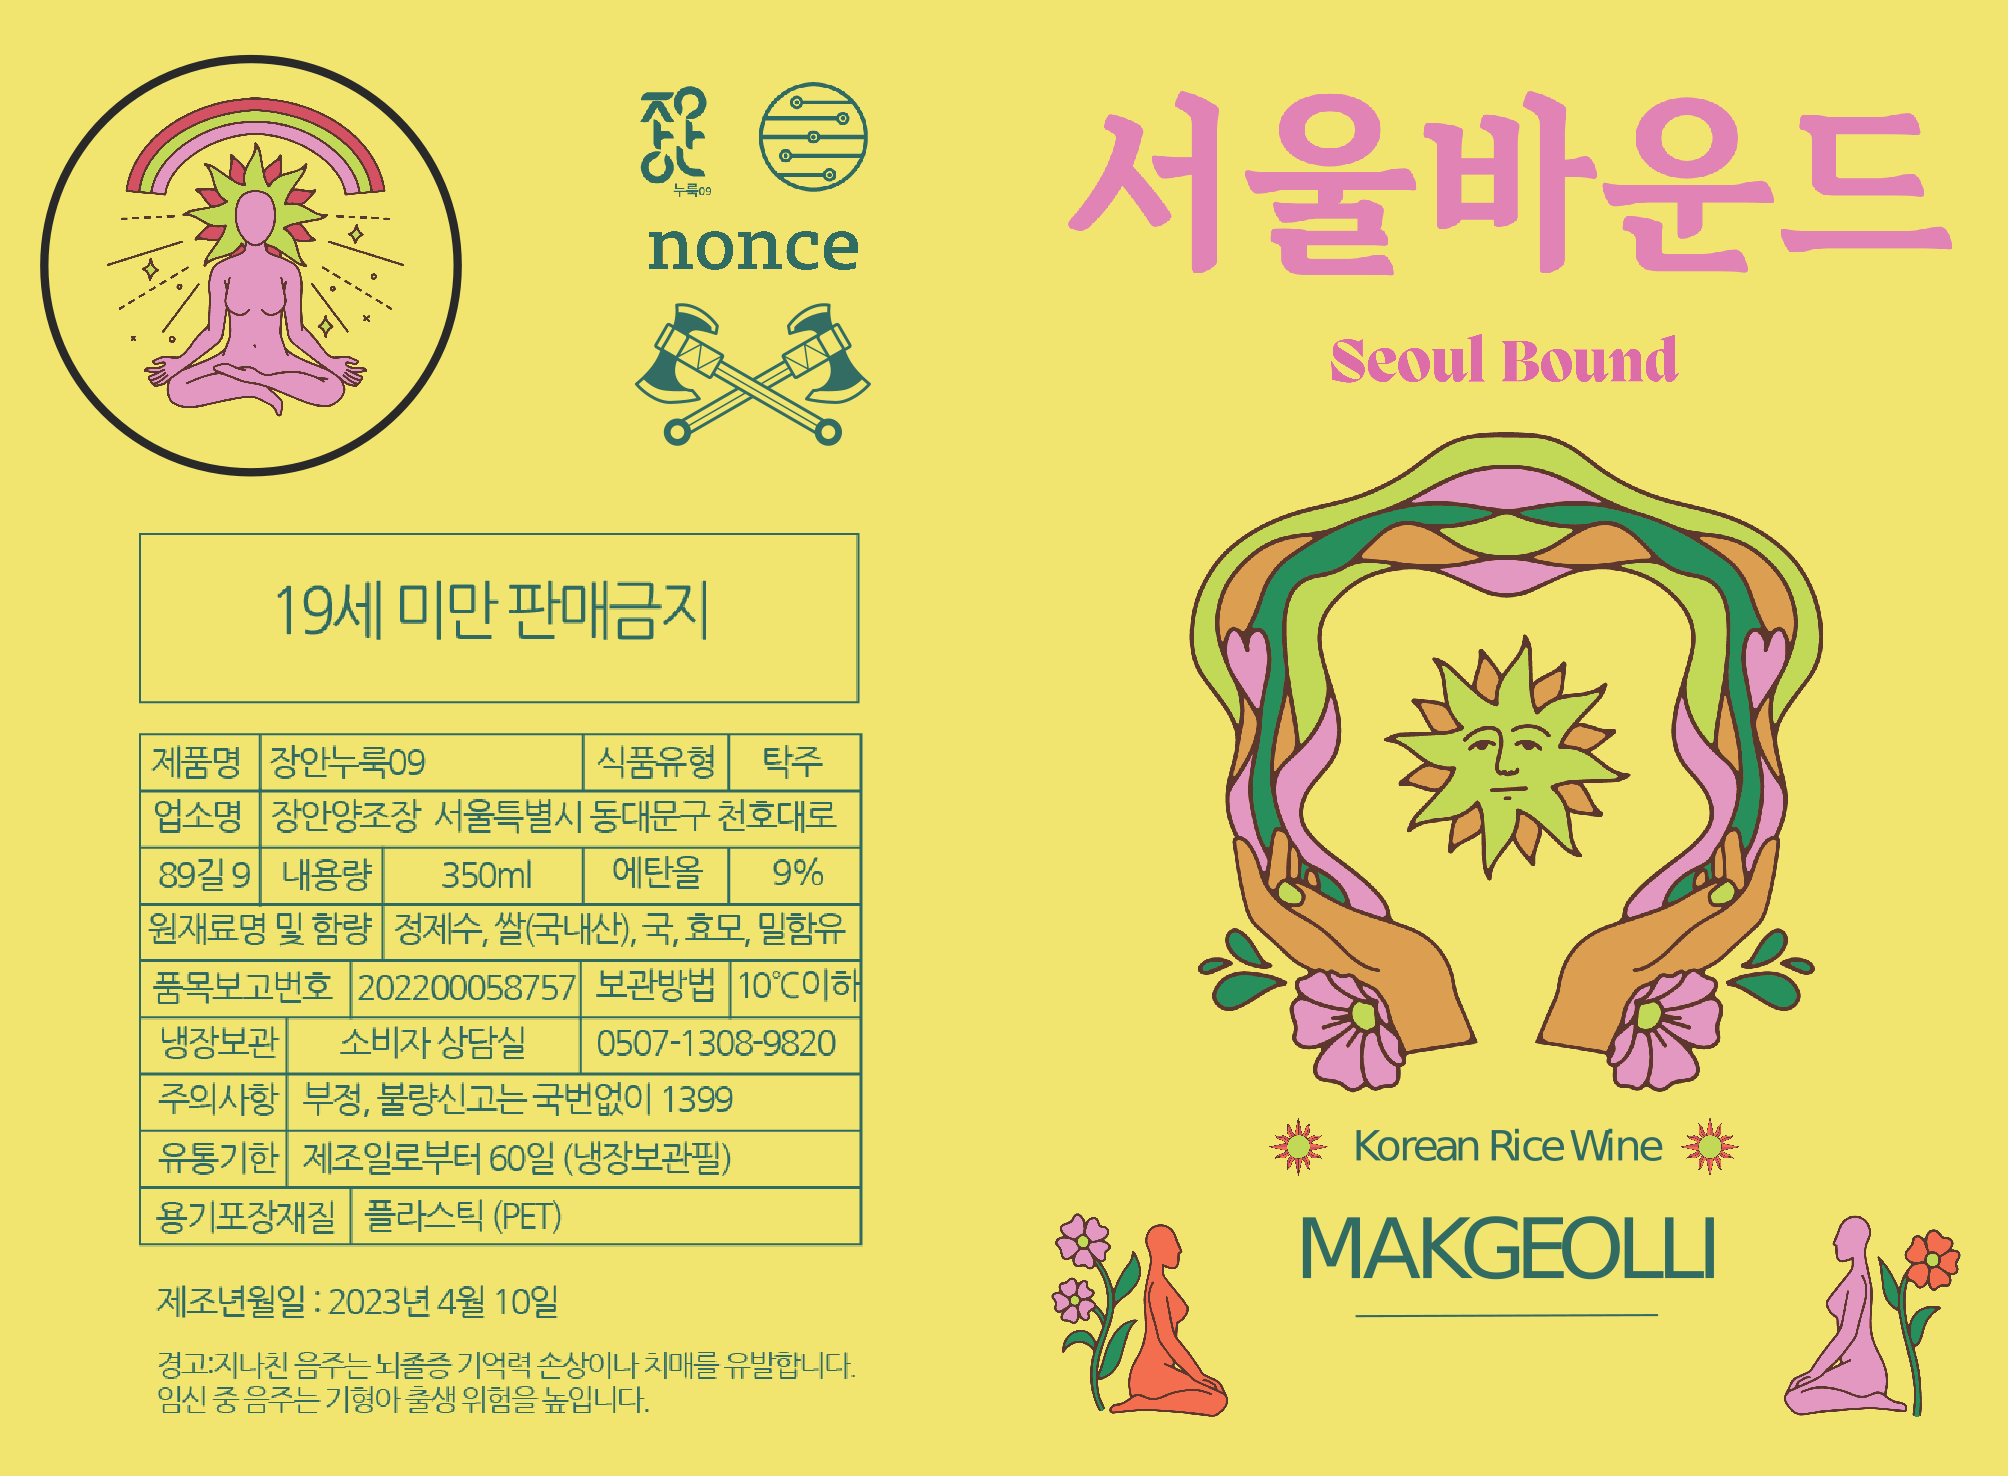 장안
누룩09
nonce
19세 미만 판매금지
제품명 장안누룩09 식품유형 탁주
업소명 장안양조장 서울특별시 동대문구 천호대로
89길 9 내용량 350ml 에탄올 9%
원재료명 및 함량 정제수, 쌀(국내산), 국, 효모, 밀함유
품목보고번호 202200058757 보관방법 10℃이하
냉장보관 소비자 상담실 0507-1308-9820
주의사항 부정, 불량신고는 국번없이 1399
유통기한 제조일로부터 60일 (냉장보관필)
용기포장재질 플라스틱 (PET)
제조년월일 : 2023년 4월 10일
경고:지나친 음주는 뇌졸증 기억력 손상이나 치매를 유발합니다.
임신 중 음주는 기형아 출생 위험을 높입니다.
서울바운드
Seoul Bound
Korean Rice Wine
MAKGEOLLI